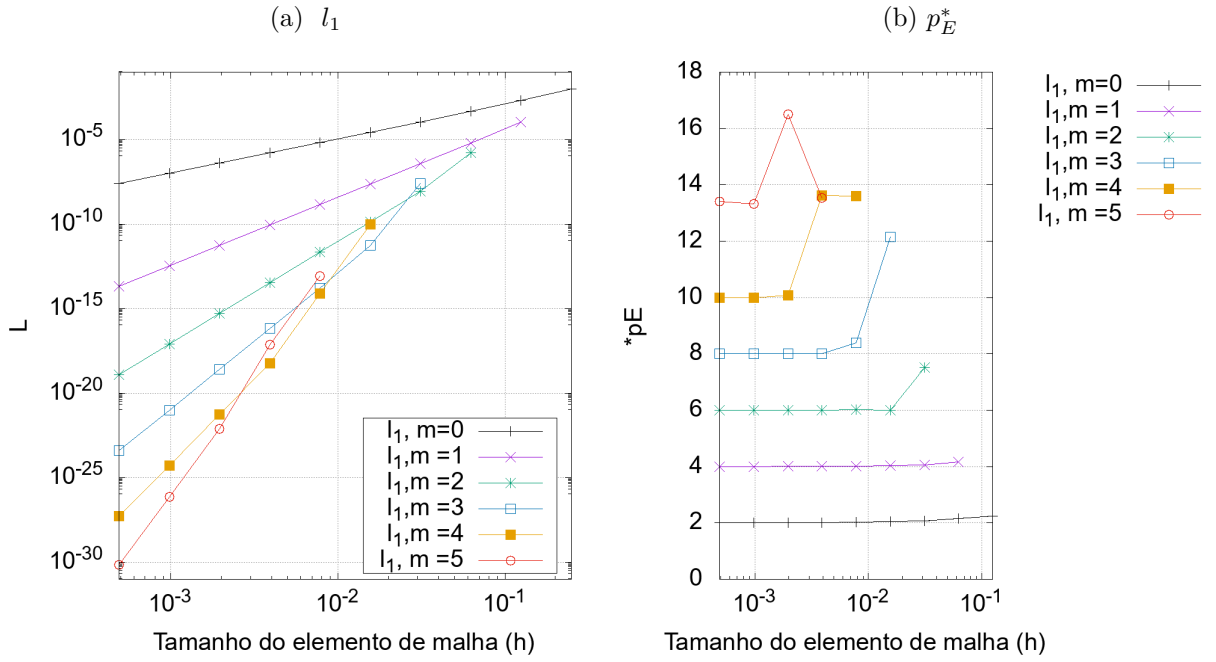 (a) l₁
(b) p*_E
10⁻⁵
10⁻¹⁰
10⁻¹⁵
10⁻²⁰
10⁻²⁵
10⁻³⁰
L
10⁻³
10⁻²
10⁻¹
Tamanho do elemento de malha (h)
l₁, m=0
l₁,m =1
l₁,m =2
l₁,m =3
l₁,m =4
l₁, m =5
18
16
14
12
10
8
6
4
2
0
*pE
10⁻³
10⁻²
10⁻¹
Tamanho do elemento de malha (h)
l₁, m=0
l₁,m =1
l₁,m =2
l₁,m =3
l₁,m =4
l₁, m =5